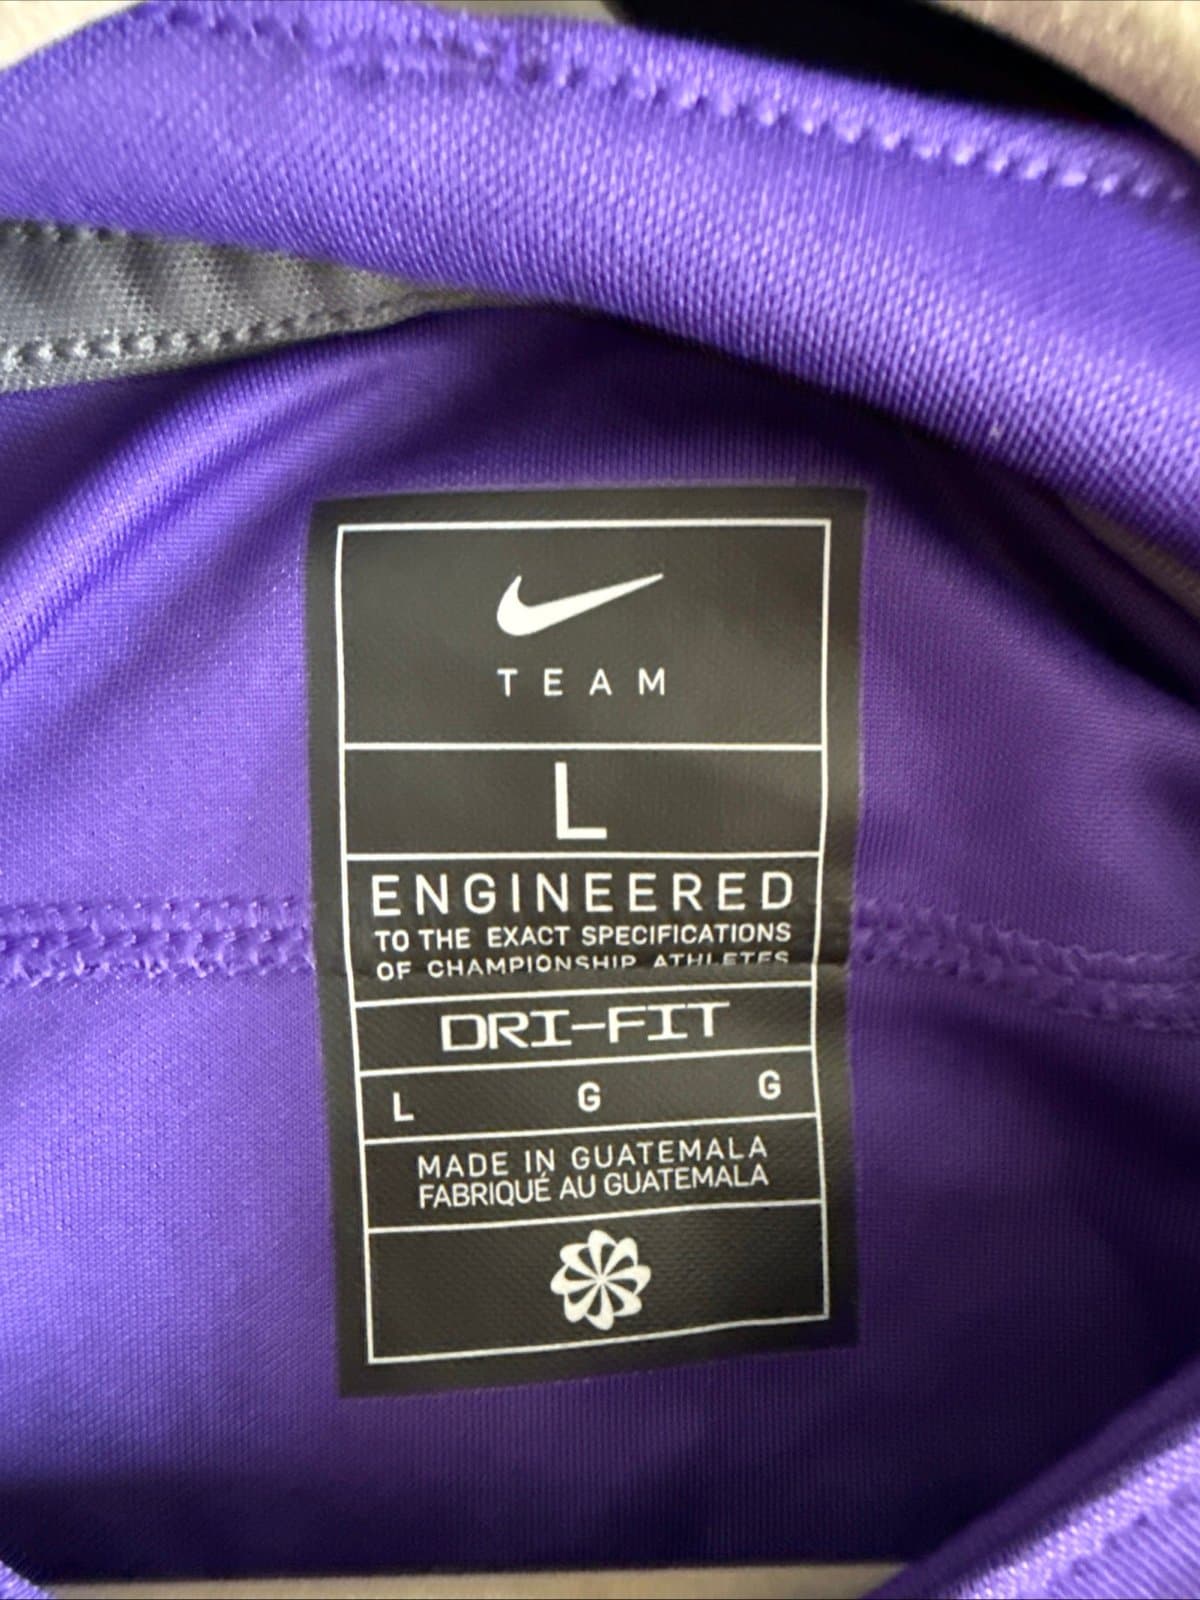 TEAM
L
ENGINEERED
TO THE EXACT SPECIFICATIONS
OF CHAMPIONSHIP ATHLETES
DRI-FIT
L G G
MADE IN GUATEMALA
FABRIQUÉ AU GUATEMALA